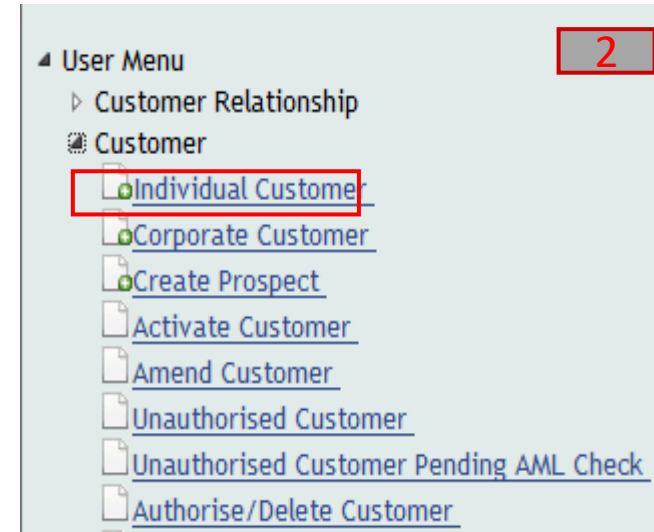 2
User Menu
Customer Relationship
Customer
Individual Customer
Corporate Customer
Create Prospect
Activate Customer
Amend Customer
Unauthorised Customer
Unauthorised Customer Pending AML Check
Authorise/Delete Customer